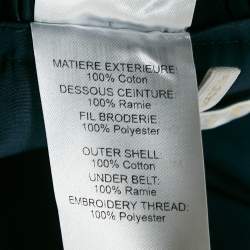 MATIERE EXTERIEURE:
100% Coton
DESSOUS CEINTURE:
100% Ramie
FIL BRODERIE:
100% Polyester
OUTER SHELL:
100% Cotton
UNDER BELT:
100% Ramie
EMBROIDERY THREAD:
100% Polyester